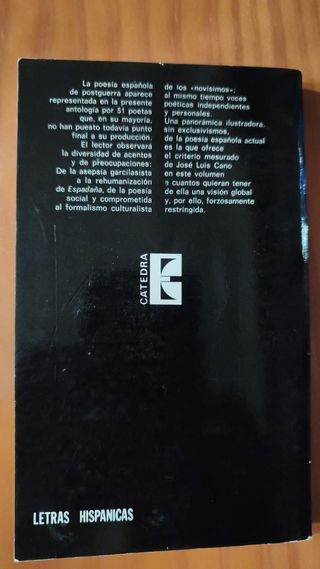 La poesía española
de postguerra aparece
representada en la presente
antología por 51 poetas
que, en su mayoría,
no han puesto todavía punto
final a su producción.
El lector observará
la diversidad de acentos
y de preocupaciones:
De la asepsia garcilasista
a la rehumanización
de Espadaña, de la poesía
social y comprometida
al formalismo culturalista
de los «novísimos»;
al mismo tiempo voces
poéticas independientes
y personales.
Una panorámica ilustradora,
sin exclusivismos,
de la poesía española actual
es la que ofrece
el criterio mesurado
de José Luis Cano
en este volumen
a cuantos quieran tener
de ella una visión global
y, por ello, forzosamente
restringida.
CATEDRA
LETRAS HISPANICAS